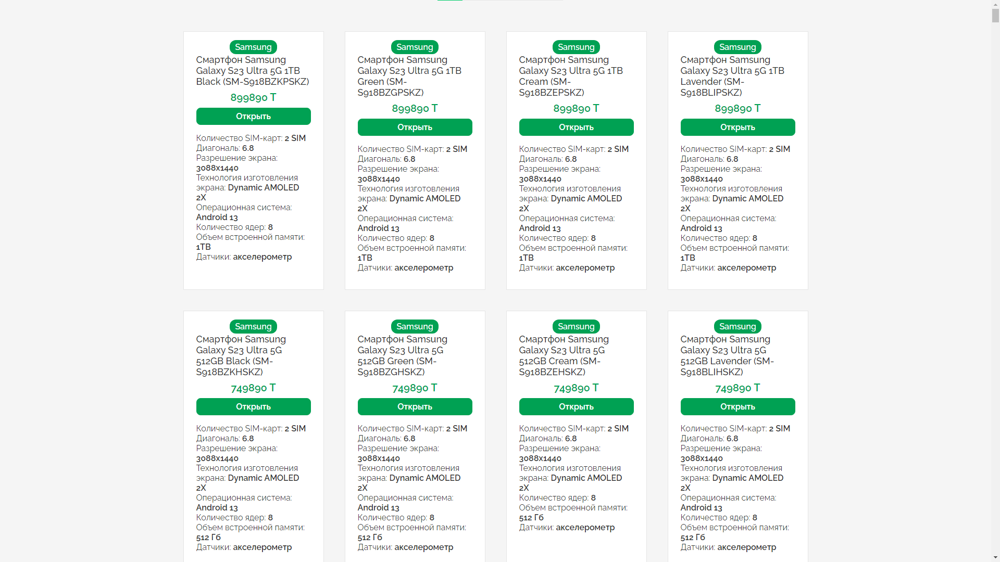 Samsung
Смартфон Samsung
Galaxy S23 Ultra 5G 1TB
Black (SM-S918BZKPSKZ)
899890 T
Открыть
Количество SIM-карт: 2 SIM
Диагональ: 6.8
Разрешение экрана:
3088x1440
Технология изготовления
экрана: Dynamic AMOLED
2X
Операционная система:
Android 13
Количество ядер: 8
Объем встроенной памяти:
1TB
Датчики: акселерометр
Samsung
Смартфон Samsung
Galaxy S23 Ultra 5G 1TB
Green (SM-
S918BZGPSKZ)
899890 T
Открыть
Количество SIM-карт: 2 SIM
Диагональ: 6.8
Разрешение экрана:
3088x1440
Технология изготовления
экрана: Dynamic AMOLED
2X
Операционная система:
Android 13
Количество ядер: 8
Объем встроенной памяти:
1TB
Датчики: акселерометр
Samsung
Смартфон Samsung
Galaxy S23 Ultra 5G 1TB
Cream (SM-
S918BZEPSKZ)
899890 T
Открыть
Количество SIM-карт: 2 SIM
Диагональ: 6.8
Разрешение экрана:
3088x1440
Технология изготовления
экрана: Dynamic AMOLED
2X
Операционная система:
Android 13
Количество ядер: 8
Объем встроенной памяти:
1TB
Датчики: акселерометр
Samsung
Смартфон Samsung
Galaxy S23 Ultra 5G 1TB
Lavender (SM-
S918BLIPSKZ)
899890 T
Открыть
Количество SIM-карт: 2 SIM
Диагональ: 6.8
Разрешение экрана:
3088x1440
Технология изготовления
экрана: Dynamic AMOLED
2X
Операционная система:
Android 13
Количество ядер: 8
Объем встроенной памяти:
1TB
Датчики: акселерометр
Samsung
Смартфон Samsung
Galaxy S23 Ultra 5G
512GB Black (SM-
S918BZKHSKZ)
749890 T
Открыть
Количество SIM-карт: 2 SIM
Диагональ: 6.8
Разрешение экрана:
3088x1440
Технология изготовления
экрана: Dynamic AMOLED
2X
Операционная система:
Android 13
Количество ядер: 8
Объем встроенной памяти:
512 Гб
Датчики: акселерометр
Samsung
Смартфон Samsung
Galaxy S23 Ultra 5G
512GB Green (SM-
S918BZGHSKZ)
749890 T
Открыть
Количество SIM-карт: 2 SIM
Диагональ: 6.8
Разрешение экрана:
3088x1440
Технология изготовления
экрана: Dynamic AMOLED
2X
Операционная система:
Android 13
Количество ядер: 8
Объем встроенной памяти:
512 Гб
Датчики: акселерометр
Samsung
Смартфон Samsung
Galaxy S23 Ultra 5G
512GB Cream (SM-
S918BZEHSKZ)
749890 T
Открыть
Количество SIM-карт: 2 SIM
Диагональ: 6.8
Разрешение экрана:
3088x1440
Технология изготовления
экрана: Dynamic AMOLED
2X
Количество ядер: 8
Объем встроенной памяти:
512 Гб
Датчики: акселерометр
Samsung
Смартфон Samsung
Galaxy S23 Ultra 5G
512GB Lavender (SM-
S918BLIHSKZ)
749890 T
Открыть
Количество SIM-карт: 2 SIM
Диагональ: 6.8
Разрешение экрана:
3088x1440
Технология изготовления
экрана: Dynamic AMOLED
2X
Операционная система:
Android 13
Количество ядер: 8
Объем встроенной памяти:
512 Гб
Датчики: акселерометр